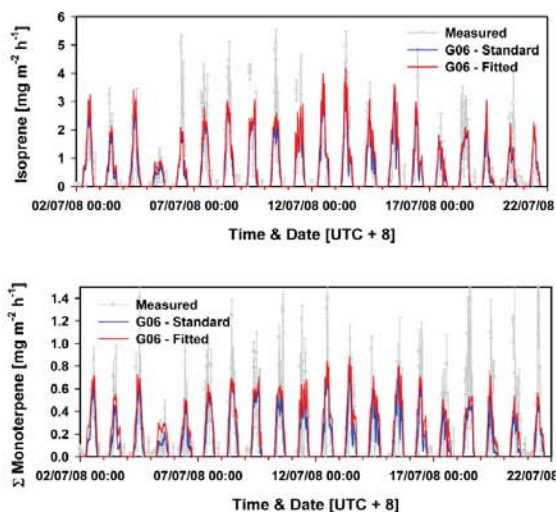 6
5
4
3
2
1
0
Isoprene [mg m⁻² h⁻¹]
Measured
G06 - Standard
G06 - Fitted
02/07/08 00:00 07/07/08 00:00 12/07/08 00:00 17/07/08 00:00 22/07/08
Time & Date [UTC + 8]
1.4
1.2
1.0
0.8
0.6
0.4
0.2
0.0
Σ Monoterpene [mg m⁻² h⁻¹]
Measured
G06 - Standard
G06 - Fitted
02/07/08 00:00 07/07/08 00:00 12/07/08 00:00 17/07/08 00:00 22/07/08
Time & Date [UTC + 8]